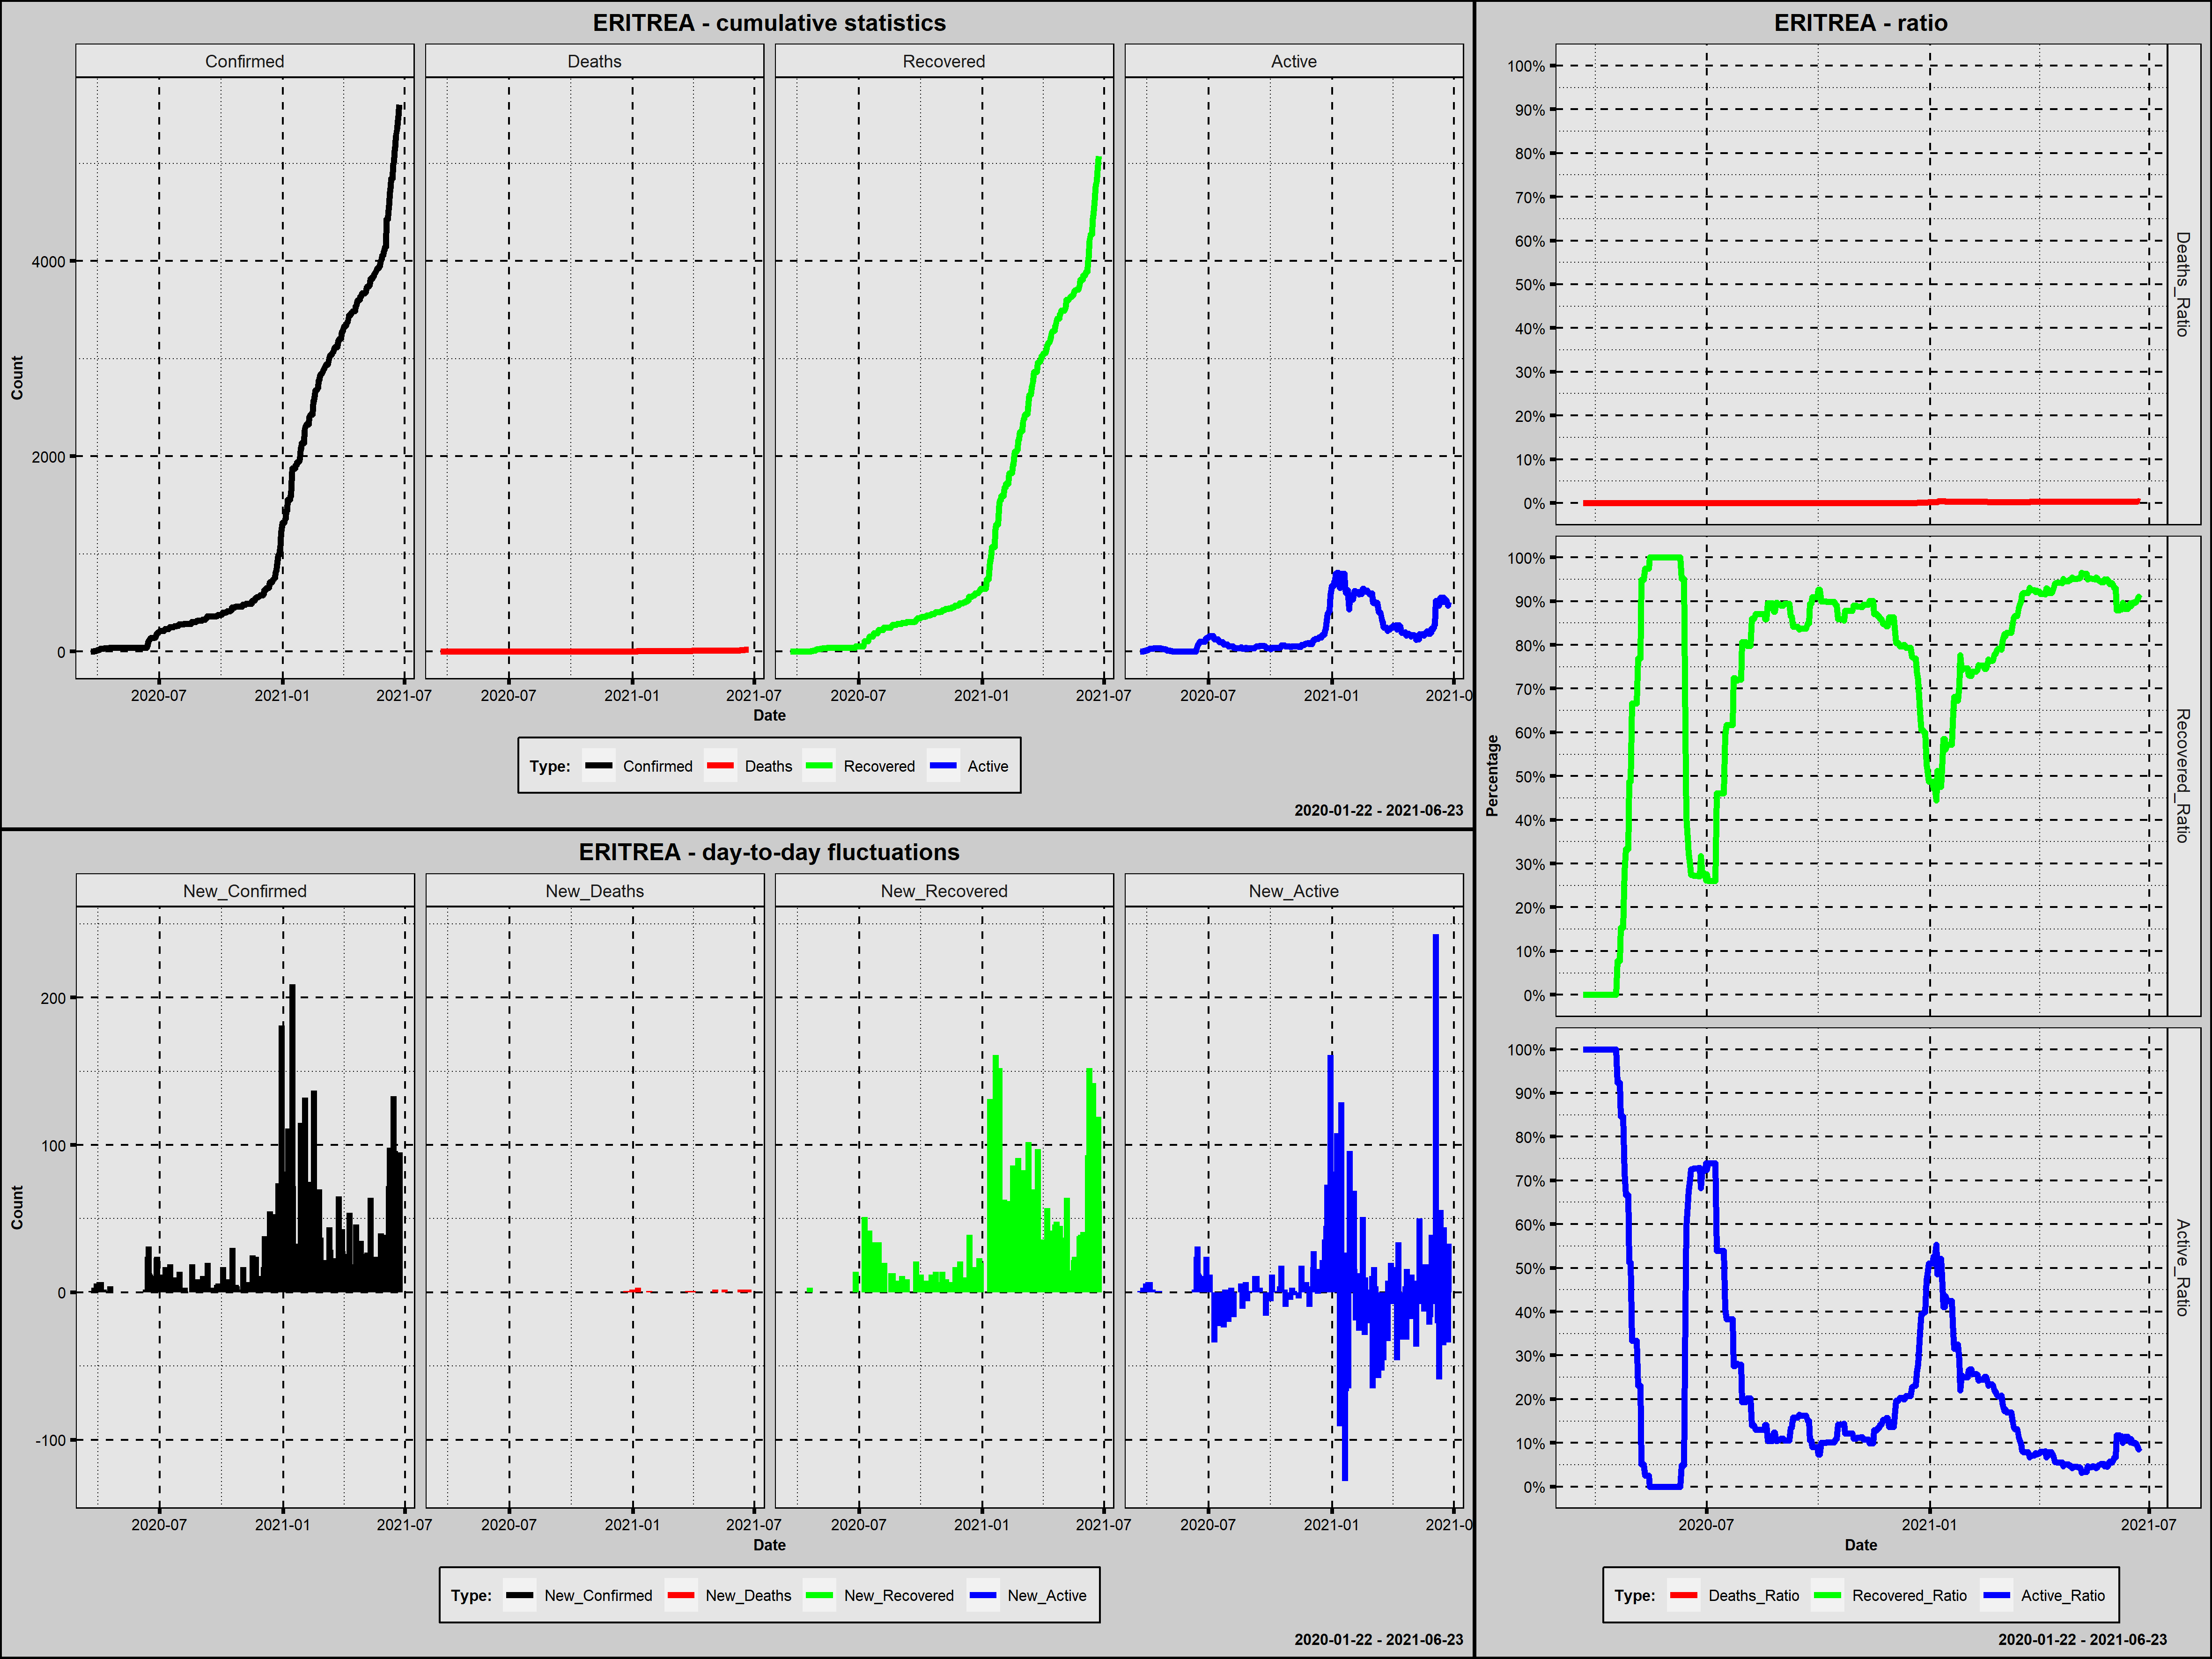 ERITREA - cumulative statistics
Confirmed Deaths Recovered Active
Count
4000
2000
0
2020-07 2021-01 2021-07 2020-07 2021-01 2021-07 2020-07 2021-01 2021-07 2020-07 2021-01 2021-0
Date
Type: Confirmed Deaths Recovered Active
2020-01-22 - 2021-06-23
ERITREA - day-to-day fluctuations
New_Confirmed New_Deaths New_Recovered New_Active
Count
200
100
0
-100
2020-07 2021-01 2021-07 2020-07 2021-01 2021-07 2020-07 2021-01 2021-07 2020-07 2021-01 2021-0
Date
Type: New_Confirmed New_Deaths New_Recovered New_Active
2020-01-22 - 2021-06-23
ERITREA - ratio
Percentage
100%
90%
80%
70%
60%
50%
40%
30%
20%
10%
0%
Deaths_Ratio
100%
90%
80%
70%
60%
50%
40%
30%
20%
10%
0%
Recovered_Ratio
100%
90%
80%
70%
60%
50%
40%
30%
20%
10%
0%
Active_Ratio
2020-07 2021-01 2021-07
Date
Type: Deaths_Ratio Recovered_Ratio Active_Ratio
2020-01-22 - 2021-06-23